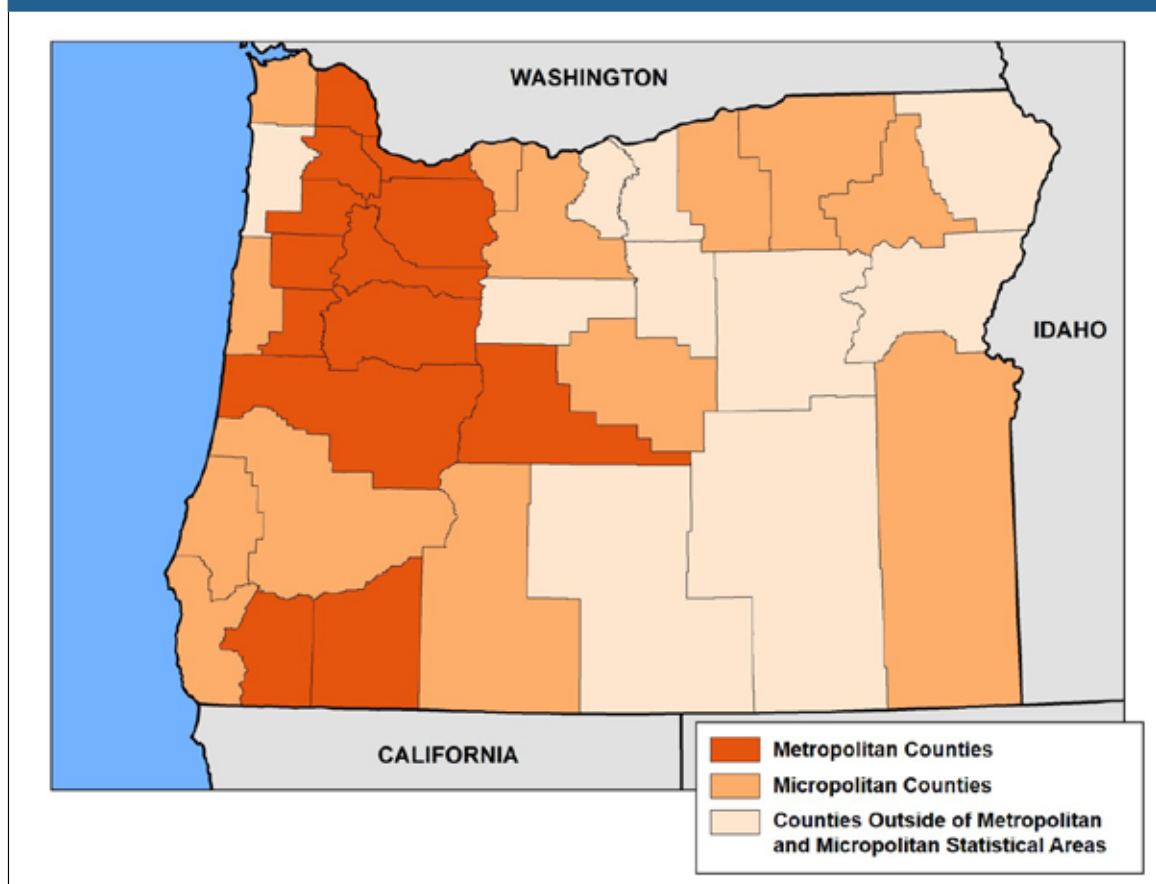 WASHINGTON
IDAHO
CALIFORNIA
Metropolitan Counties
Micropolitan Counties
Counties Outside of Metropolitan
and Micropolitan Statistical Areas